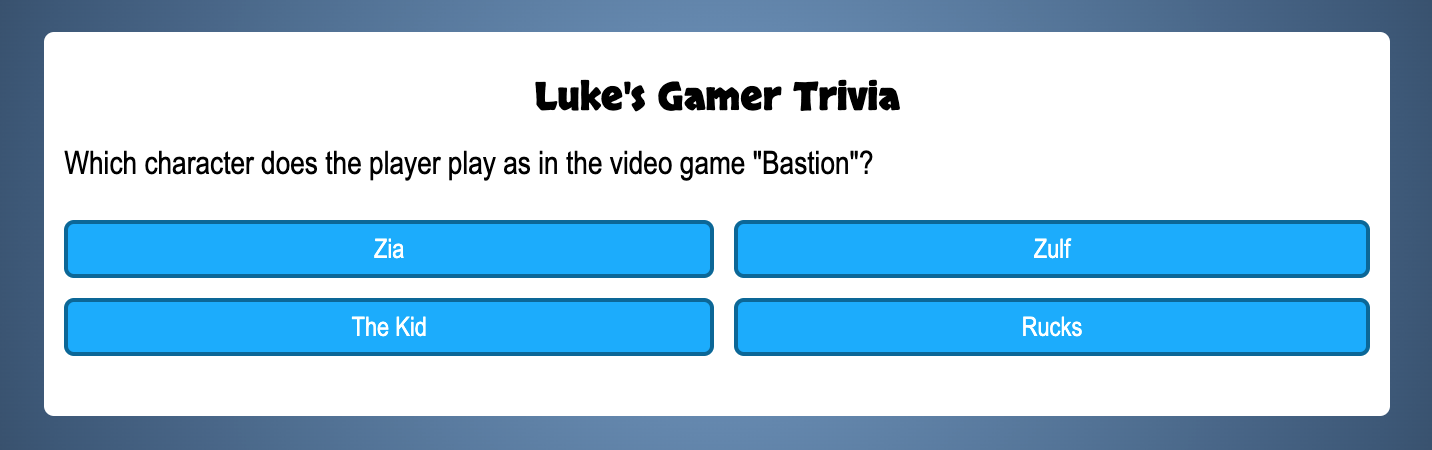 Luke's Gamer Trivia
Which character does the player play as in the video game "Bastion"?
Zia
Zulf
The Kid
Rucks